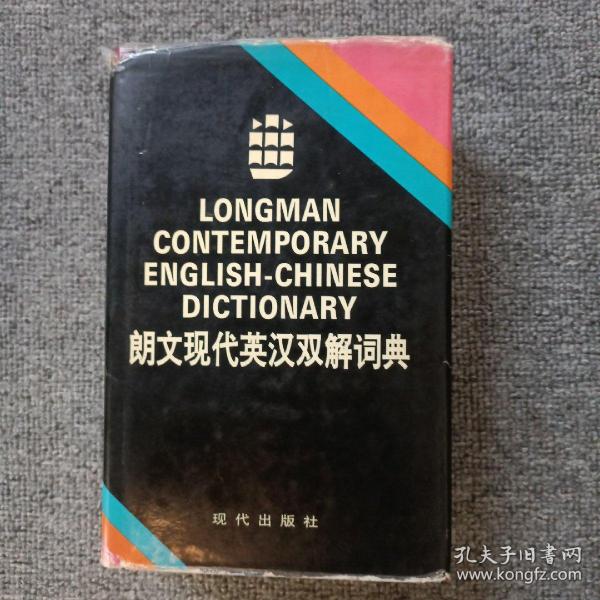 LONGMAN
CONTEMPORARY
ENGLISH-CHINESE
DICTIONARY
朗文现代英汉双解词典
现代出版社
孔夫子旧书网
www.kongfz.com